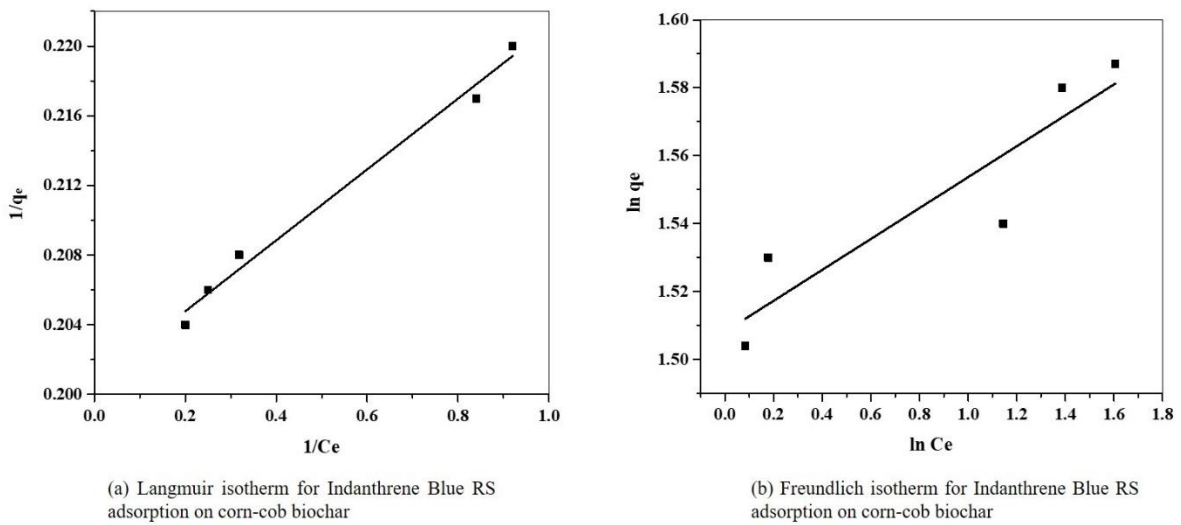 0.220
0.216
0.212
0.208
0.204
0.200
1/qe
0.0 0.2 0.4 0.6 0.8 1.0
1/Ce
(a) Langmuir isotherm for Indanthrene Blue RS
adsorption on corn-cob biochar
1.60
1.58
1.56
1.54
1.52
1.50
ln qe
0.0 0.2 0.4 0.6 0.8 1.0 1.2 1.4 1.6 1.8
ln Ce
(b) Freundlich isotherm for Indanthrene Blue RS
adsorption on corn-cob biochar